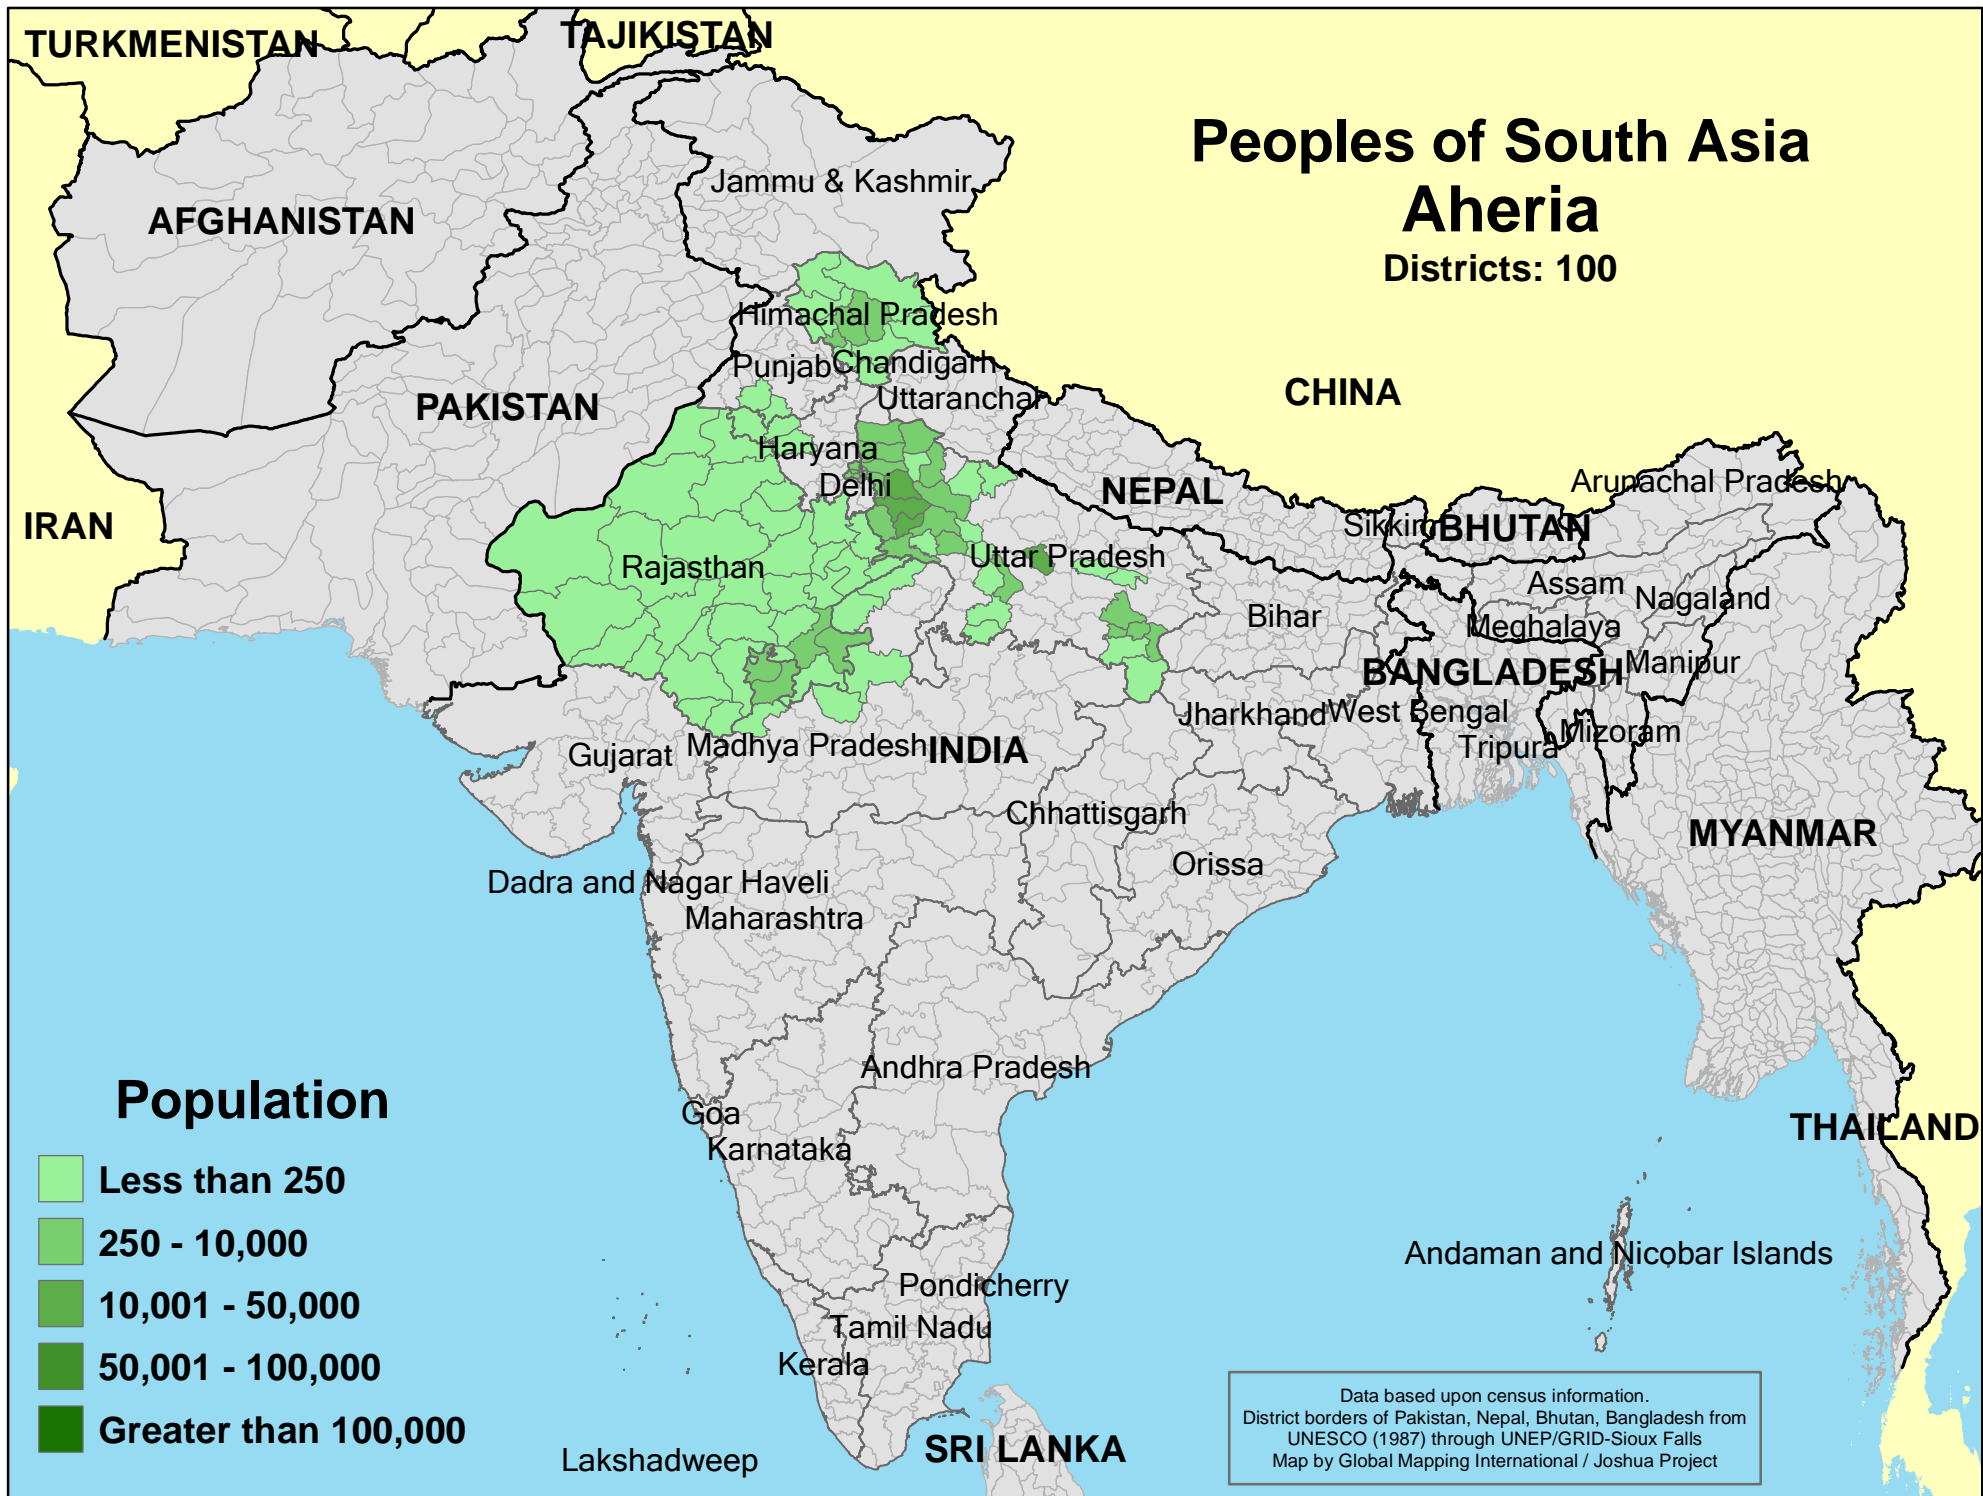 TURKMENISTAN
TAJIKISTAN
Peoples of South Asia
Aheria
Districts: 100
Jammu & Kashmir
AFGHANISTAN
Himachal Pradesh
Punjab
Chandigarh
CHINA
Uttaranchal
PAKISTAN
Haryana
Delhi
Arunachal Pradesh
NEPAL
IRAN
Sikkim
BHUTAN
Uttar Pradesh
Rajasthan
Assam
Nagaland
Bihar
Meghalaya
Manipur
BANGLADESH
Jharkhand
West Bengal
Mizoram
Tripura
Gujarat
Madhya Pradesh
INDIA
Chhattisgarh
MYANMAR
Orissa
Dadra and Nagar Haveli
Maharashtra
Andhra Pradesh
Goa
Karnataka
THAILAND
Andaman and Nicobar Islands
Pondicherry
Tamil Nadu
Kerala
Lakshadweep
SRI LANKA
Population
Less than 250
250 - 10,000
10,001 - 50,000
50,001 - 100,000
Greater than 100,000
Data based upon census information.
District borders of Pakistan, Nepal, Bhutan, Bangladesh from
UNESCO (1987) through UNEP/GRID-Sioux Falls
Map by Global Mapping International / Joshua Project